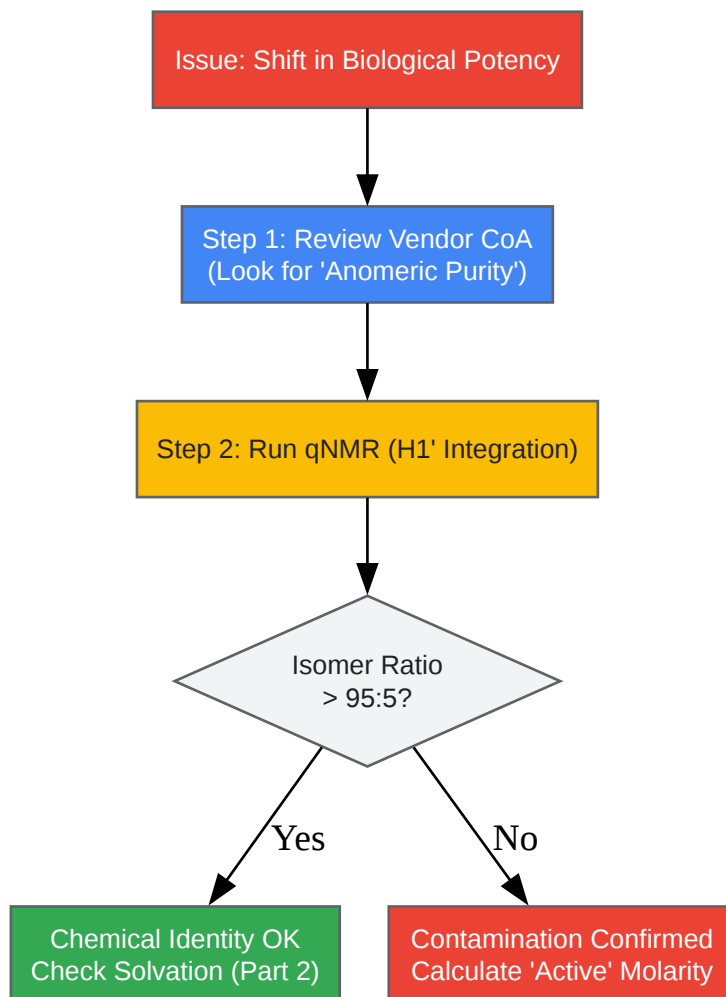 Issue: Shift in Biological Potency
Step 1: Review Vendor CoA
(Look for 'Anomeric Purity')
Step 2: Run qNMR (H1' Integration)
Isomer Ratio
> 95:5?
Yes
No
Chemical Identity OK
Check Solvation (Part 2)
Contamination Confirmed
Calculate 'Active' Molarity